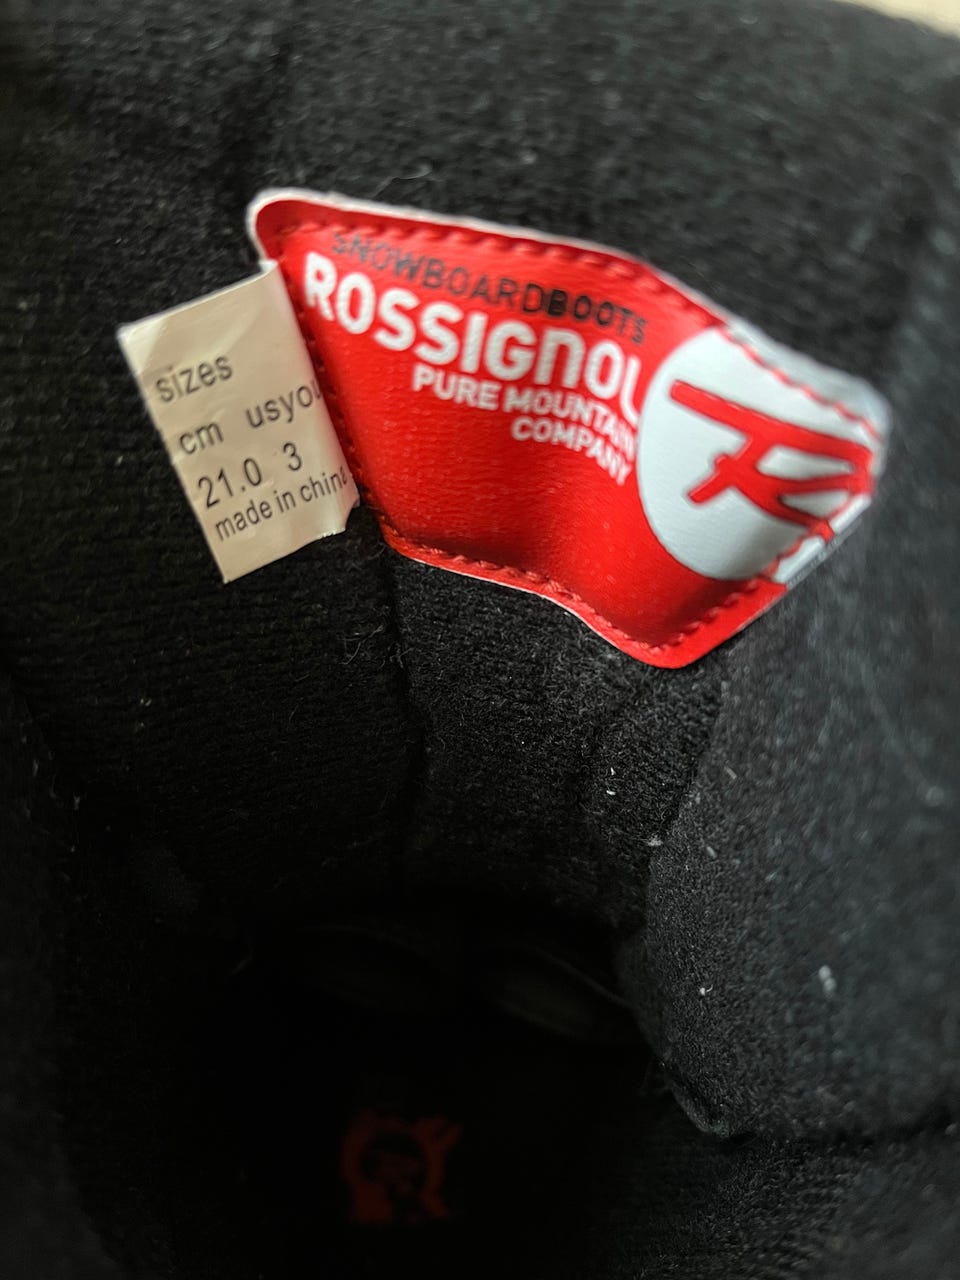 SNOWBOARDBOOTS
ROSSIGNOL
PURE MOUNTAIN
COMPANY
sizes
cm usyou
21.0 3
made in china